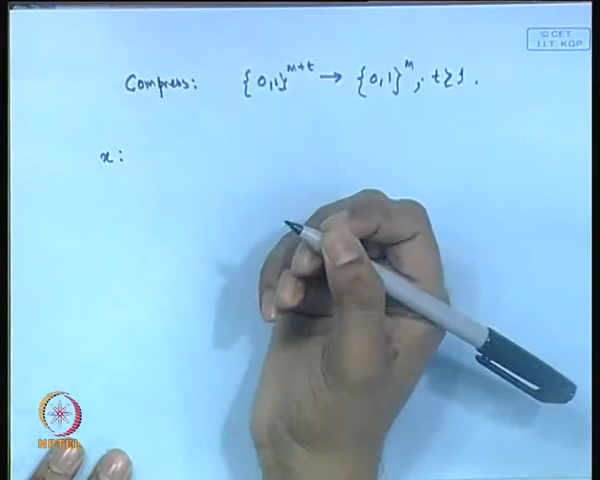 © CET
I.I.T. KGP
Compress: {0,1}^{m+t} → {0,1}^m, t≥1.
x:
NPTEL